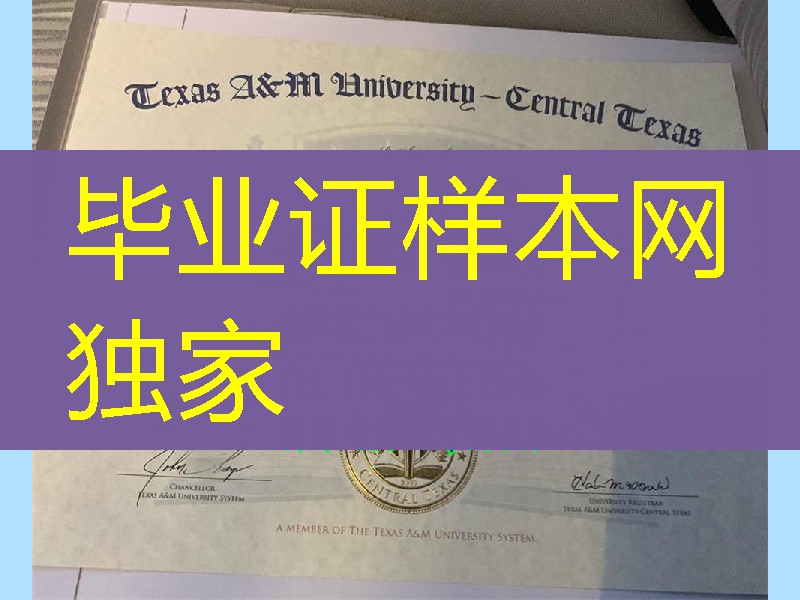 Texas A&M University – Central Texas
毕业证样本网
独家
CHANCELLOR
TEXAS A&M UNIVERSITY SYSTEM
CENTRAL TEXAS
UNIVERSITY REGISTRAR
TEXAS A&M UNIVERSITY-CENTRAL TEXAS
A MEMBER OF THE TEXAS A&M UNIVERSITY SYSTEM